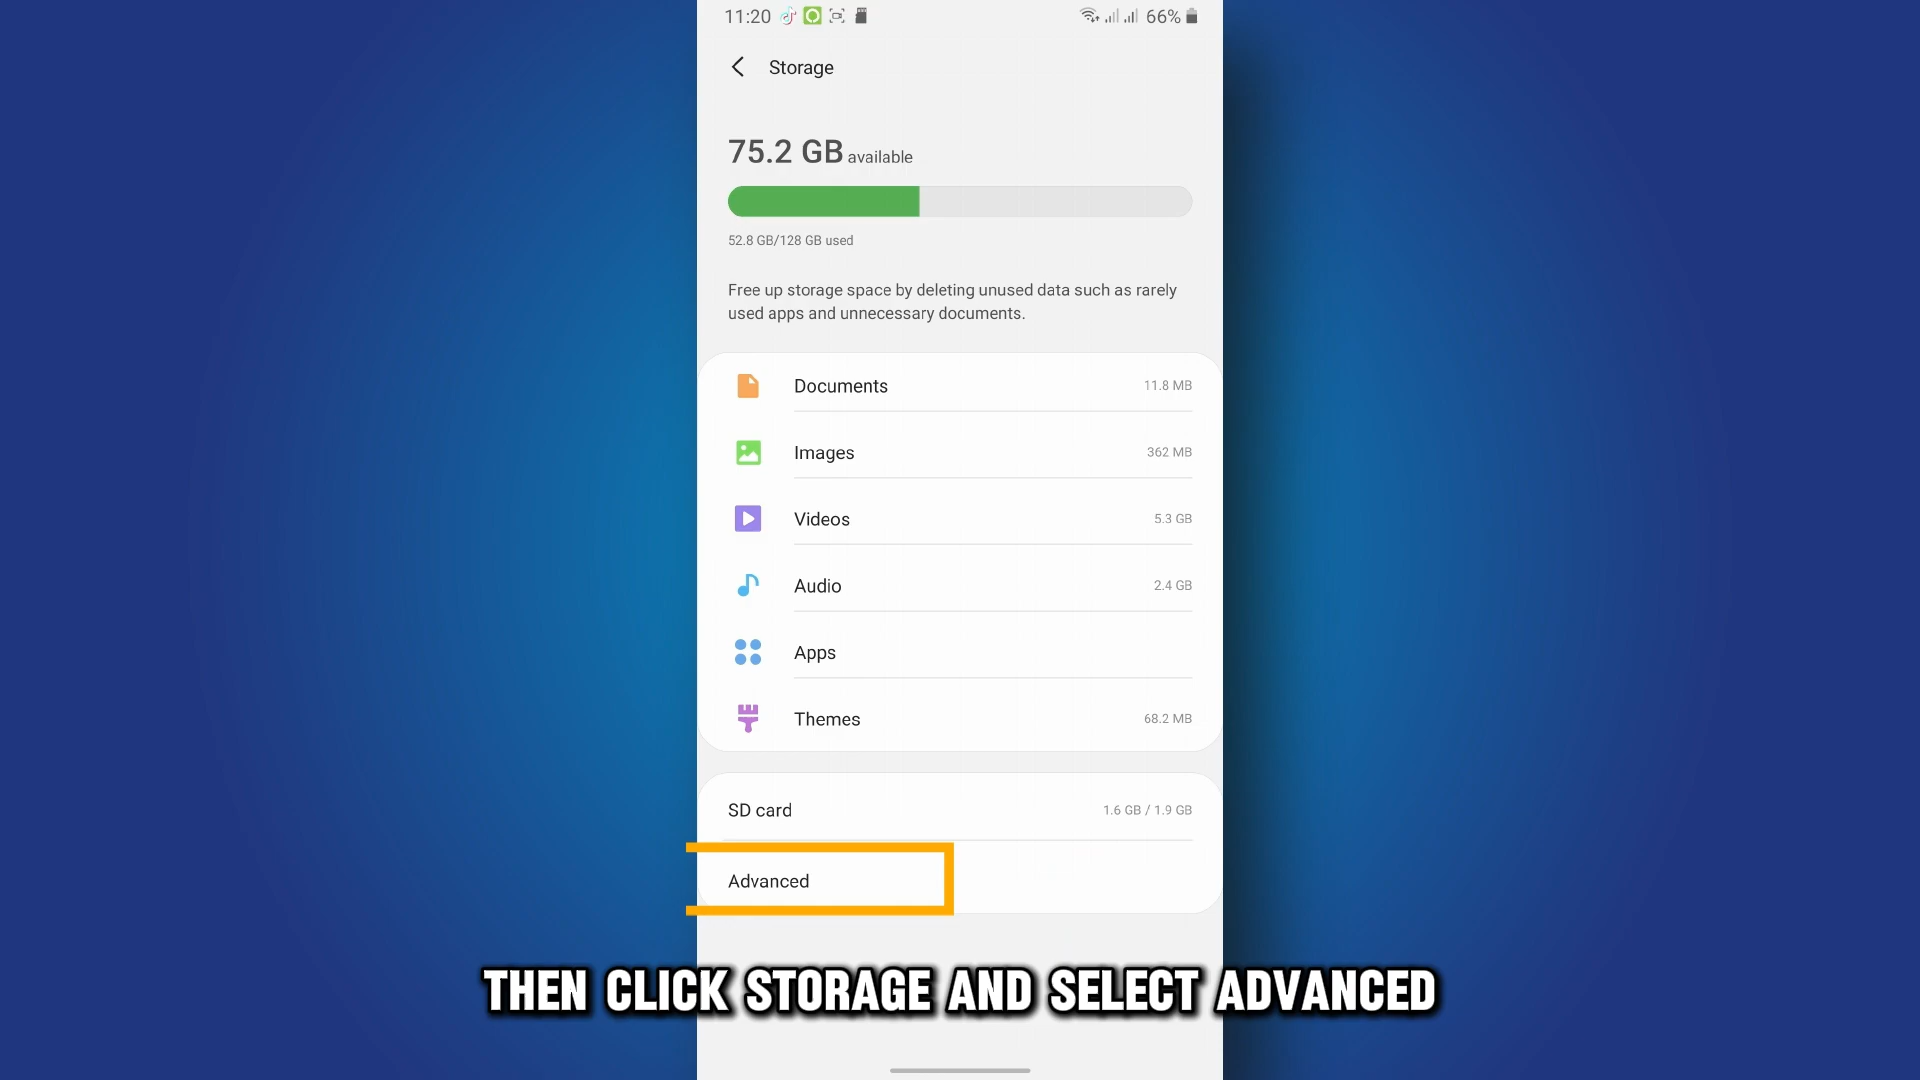 11:20
66%
Storage
75.2 GB available
52.8 GB/128 GB used
Free up storage space by deleting unused data such as rarely
used apps and unnecessary documents.
Documents 11.8 MB
Images 362 MB
Videos 5.3 GB
Audio 2.4 GB
Apps
Themes 68.2 MB
SD card 1.6 GB / 1.9 GB
Advanced
THEN CLICK STORAGE AND SELECT ADVANCED